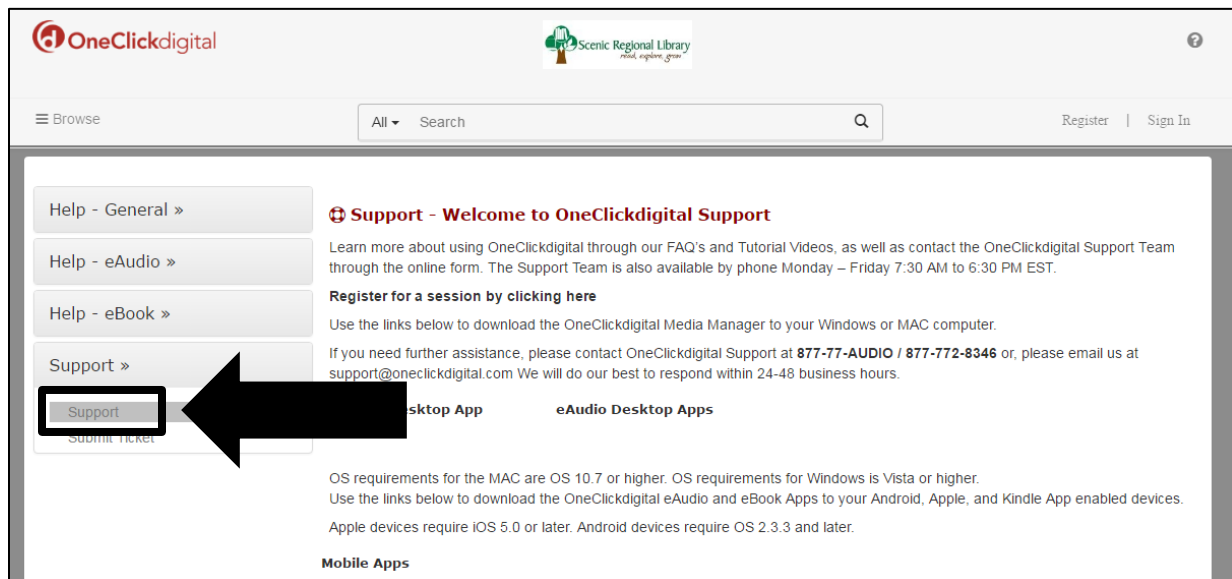 OneClickdigital
Scenic Regional Library
read, explore, grow
Browse
All Search
Register | Sign In
Help - General »
Help - eAudio »
Help - eBook »
Support »
Support
Submit Ticket
Support - Welcome to OneClickdigital Support
Learn more about using OneClickdigital through our FAQ's and Tutorial Videos, as well as contact the OneClickdigital Support Team
through the online form. The Support Team is also available by phone Monday – Friday 7:30 AM to 6:30 PM EST.
Register for a session by clicking here
Use the links below to download the OneClickdigital Media Manager to your Windows or MAC computer.
If you need further assistance, please contact OneClickdigital Support at 877-77-AUDIO / 877-772-8346 or, please email us at
support@oneclickdigital.com We will do our best to respond within 24-48 business hours.
App eAudio Desktop Apps
OS requirements for the MAC are OS 10.7 or higher. OS requirements for Windows is Vista or higher.
Use the links below to download the OneClickdigital eAudio and eBook Apps to your Android, Apple, and Kindle App enabled devices.
Apple devices require iOS 5.0 or later. Android devices require OS 2.3.3 and later.
Mobile Apps